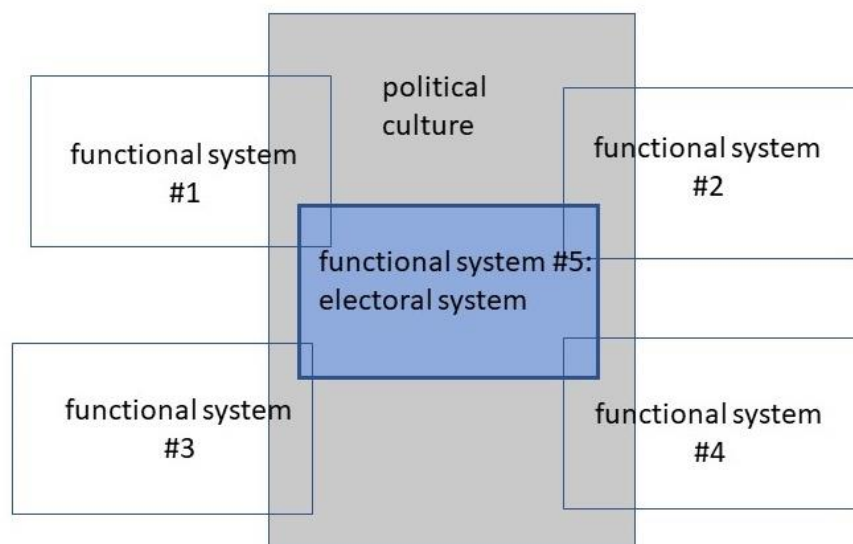 political
culture
functional system
#1
functional system
#2
functional system #5:
electoral system
functional system
#3
functional system
#4